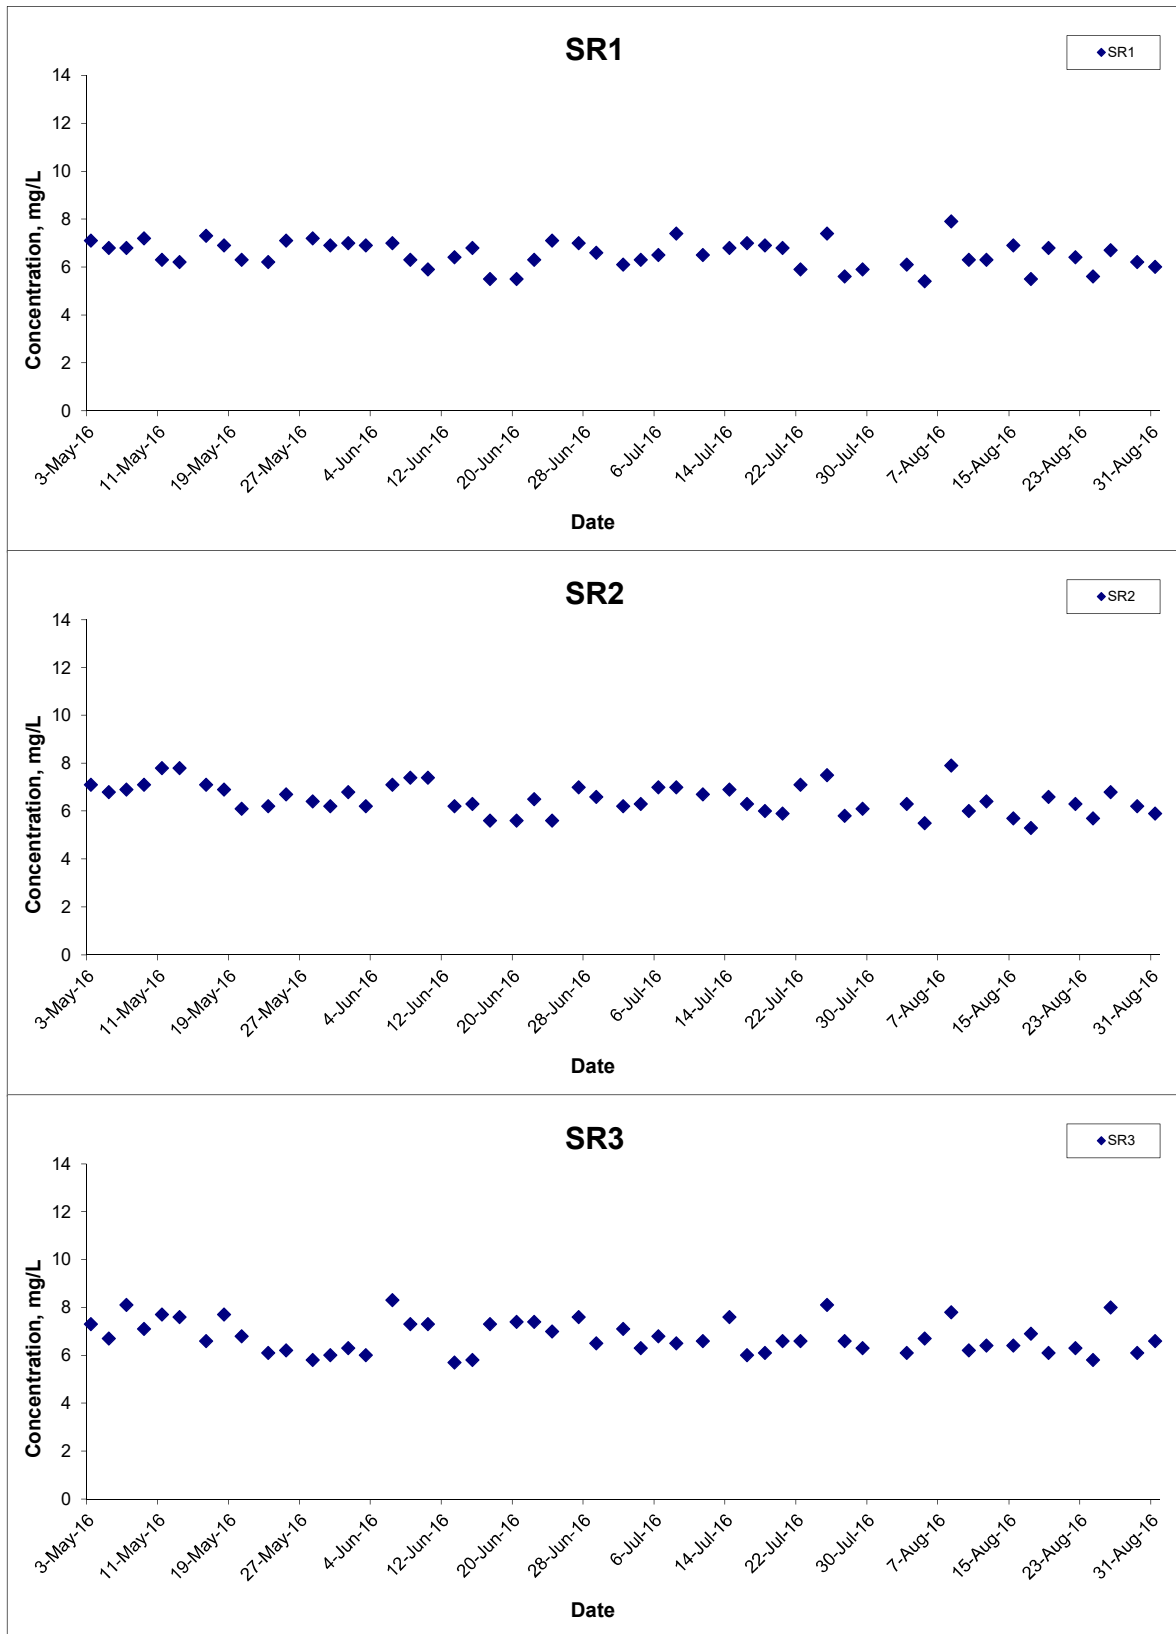 SR1
SR1
14
12
10
8
6
4
2
0
Concentration, mg/L
3-May-16
11-May-16
19-May-16
27-May-16
4-Jun-16
12-Jun-16
20-Jun-16
28-Jun-16
6-Jul-16
14-Jul-16
22-Jul-16
30-Jul-16
7-Aug-16
15-Aug-16
23-Aug-16
31-Aug-16
Date
SR2
SR2
14
12
10
8
6
4
2
0
Concentration, mg/L
3-May-16
11-May-16
19-May-16
27-May-16
4-Jun-16
12-Jun-16
20-Jun-16
28-Jun-16
6-Jul-16
14-Jul-16
22-Jul-16
30-Jul-16
7-Aug-16
15-Aug-16
23-Aug-16
31-Aug-16
Date
SR3
SR3
14
12
10
8
6
4
2
0
Concentration, mg/L
3-May-16
11-May-16
19-May-16
27-May-16
4-Jun-16
12-Jun-16
20-Jun-16
28-Jun-16
6-Jul-16
14-Jul-16
22-Jul-16
30-Jul-16
7-Aug-16
15-Aug-16
23-Aug-16
31-Aug-16
Date